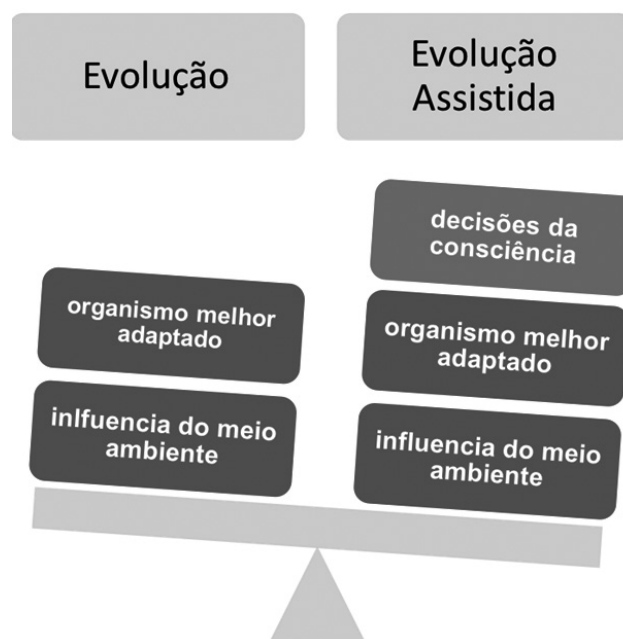 Evolução
Evolução
Assistida
decisões da
consciência
organismo melhor
adaptado
organismo melhor
adaptado
inlfuencia do meio
ambiente
influencia do meio
ambiente